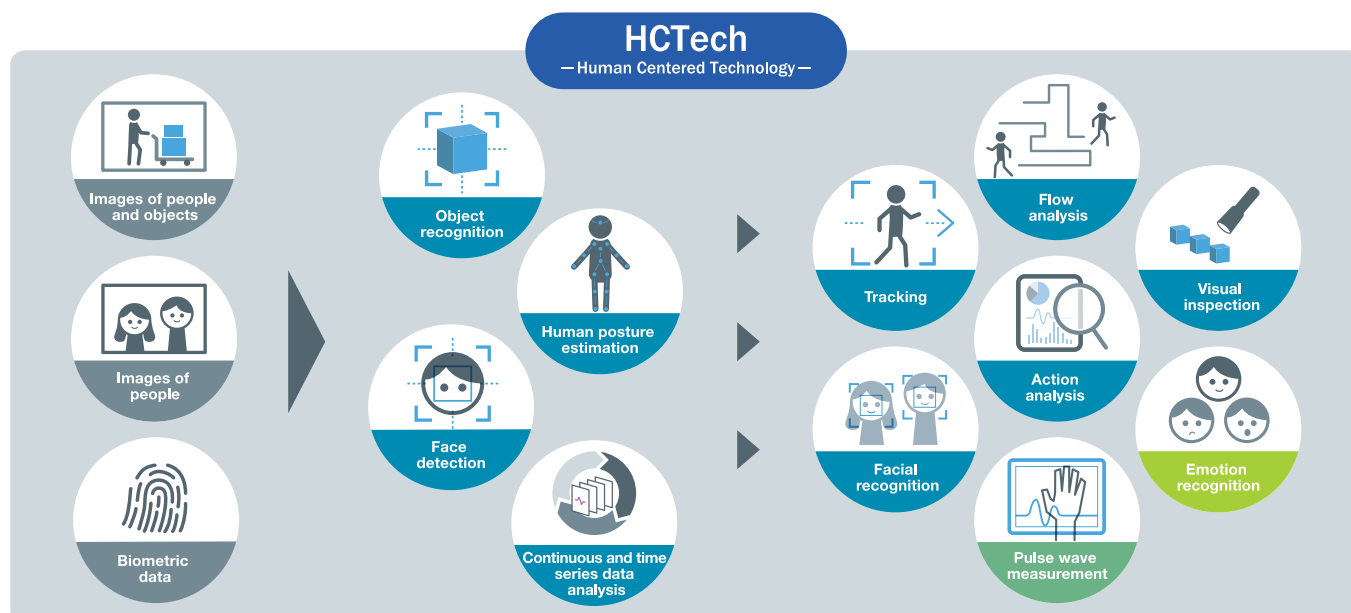 HCTech
—Human Centered Technology—
Images of people
and objects
Images of
people
Biometric
data
Object
recognition
Human posture
estimation
Face
detection
Continuous and time
series data
analysis
Tracking
Flow
analysis
Visual
inspection
Action
analysis
Facial
recognition
Emotion
recognition
Pulse wave
measurement